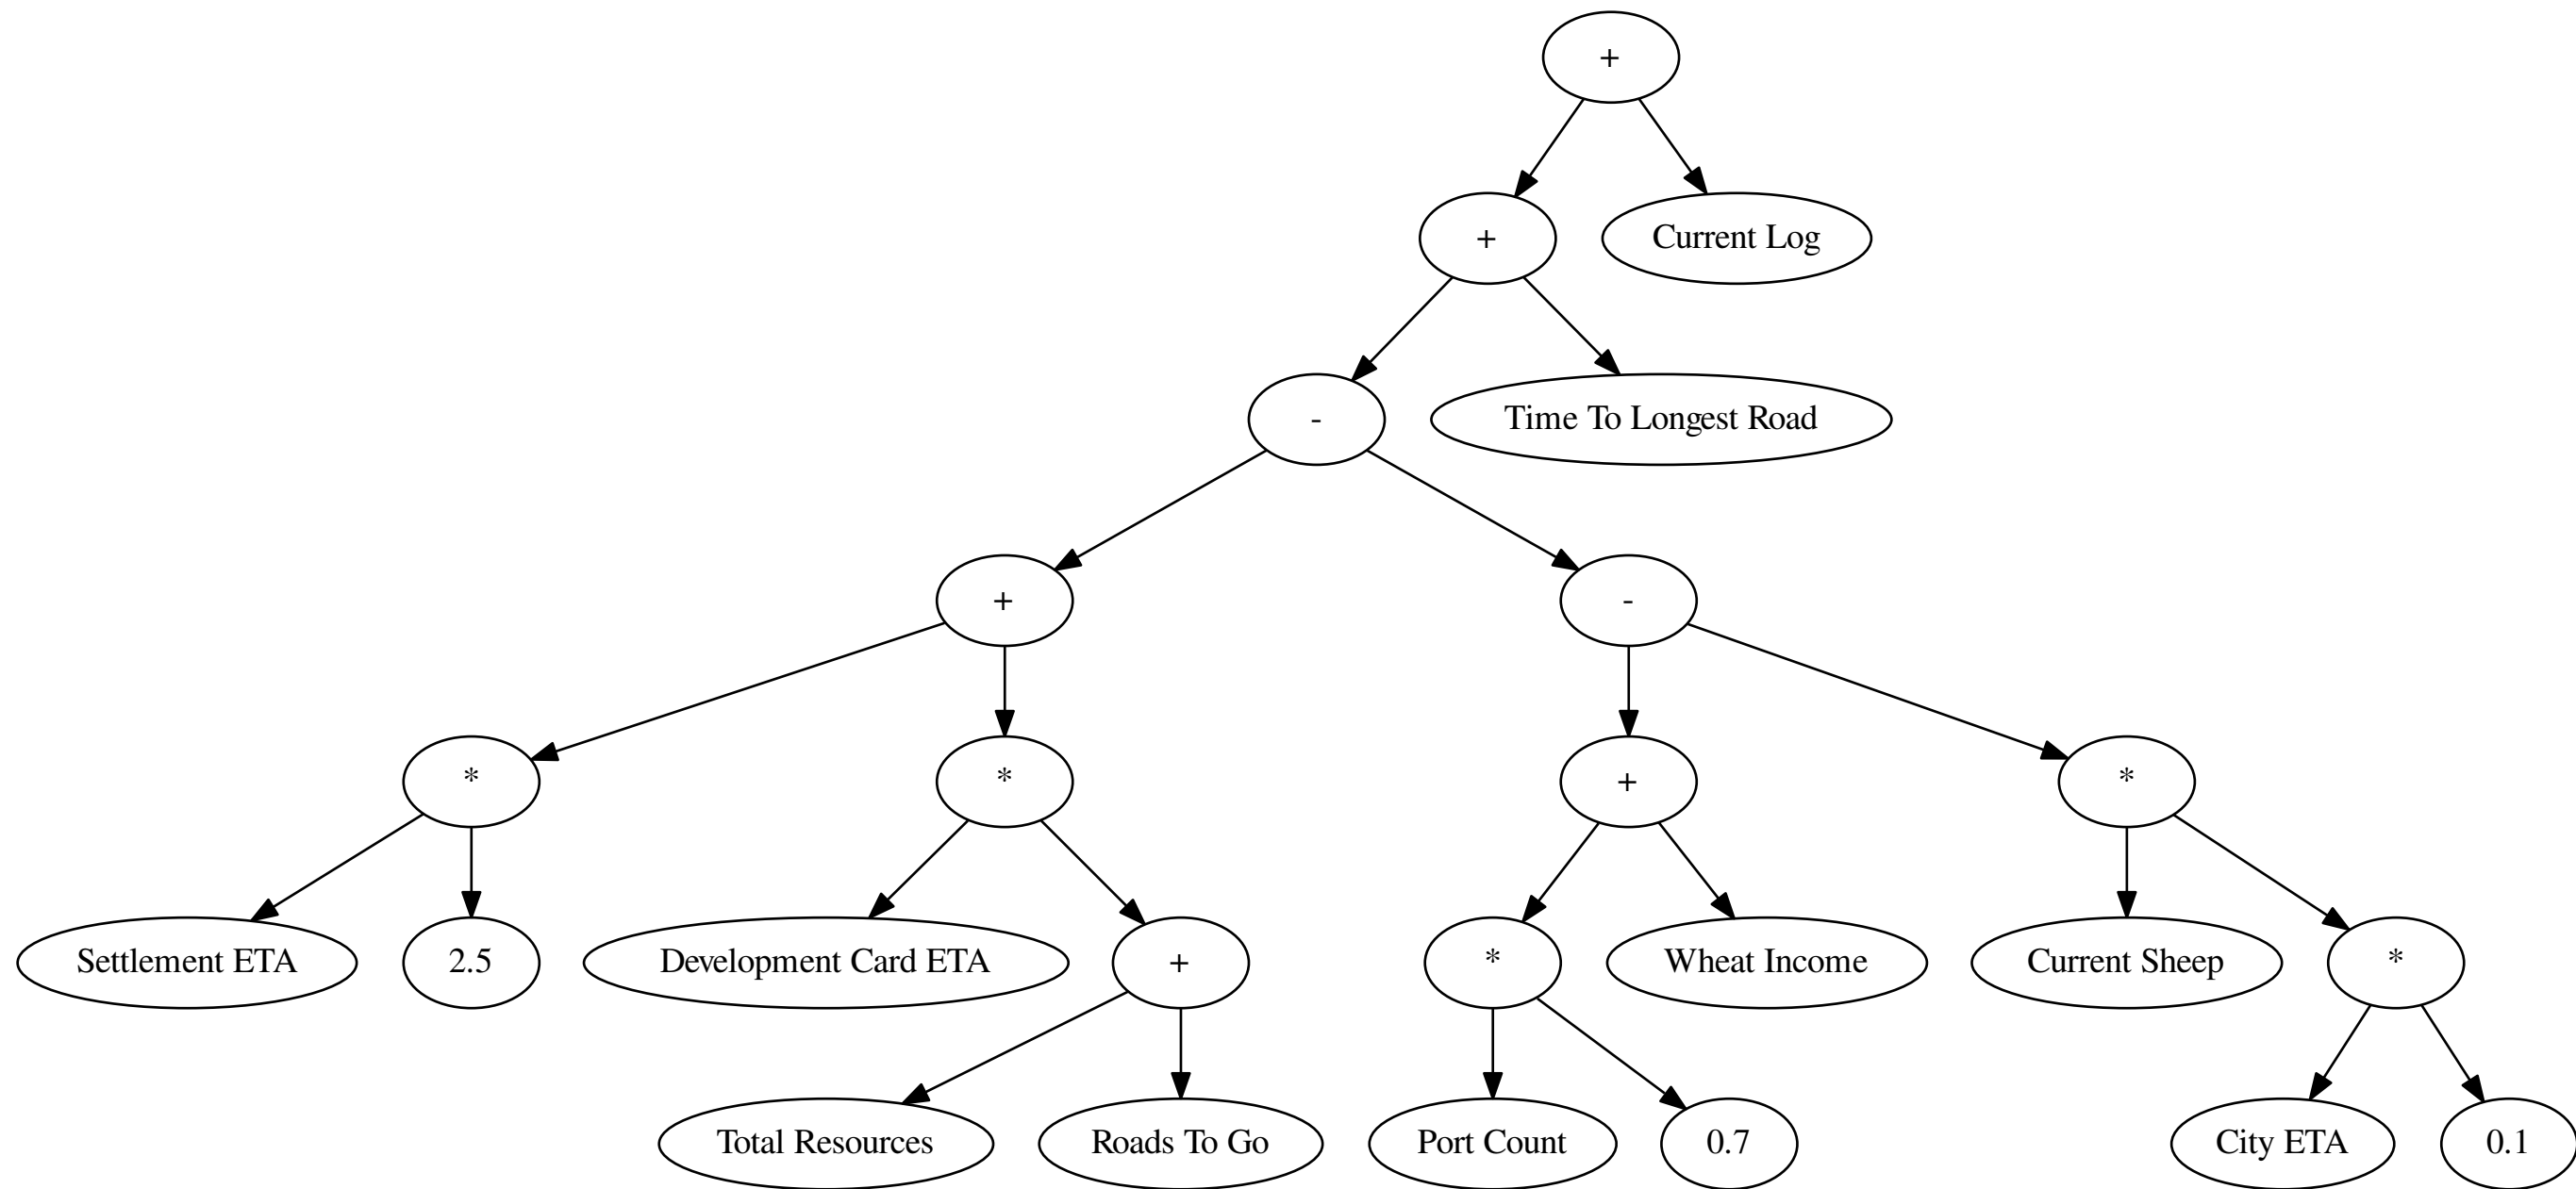 +
+
Current Log
-
Time To Longest Road
+
-
*
*
+
*
Settlement ETA
2.5
Development Card ETA
+
*
Wheat Income
Current Sheep
*
Total Resources
Roads To Go
Port Count
0.7
City ETA
0.1